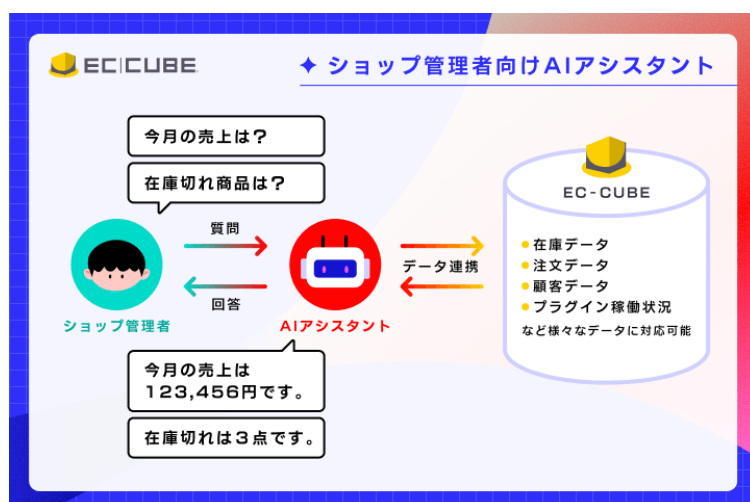 EC CUBE
ショップ管理者向けAIアシスタント
今月の売上は?
在庫切れ商品は?
質問
回答
ショップ管理者
AIアシスタント
データ連携
EC-CUBE
在庫データ
注文データ
顧客データ
プラグイン稼働状況
など様々なデータに対応可能
今月の売上は
123,456円です。
在庫切れは3点です。